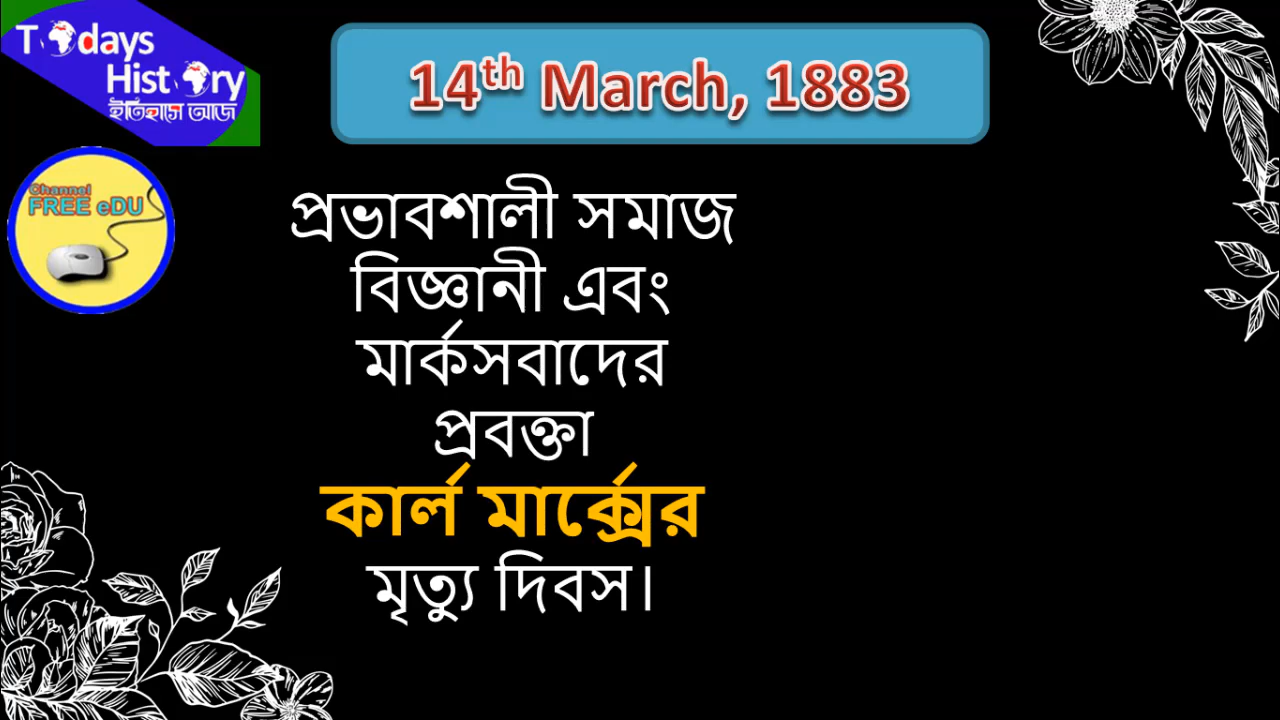 Todays
History
ইতিহাসে আজ
14th March, 1883
Channel
FREE eDU
প্রভাবশালী সমাজ
বিজ্ঞানী এবং
মার্কসবাদের
প্রবক্তা
কার্ল মার্ক্সের
মৃত্যু দিবস।